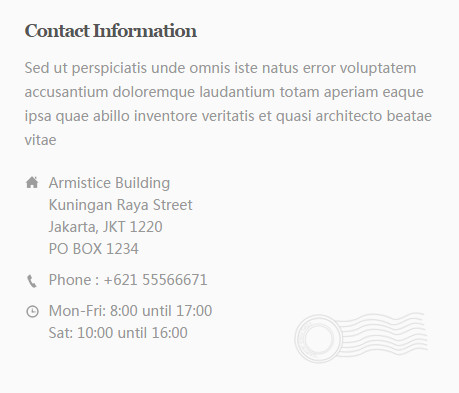 Contact Information
Sed ut perspiciatis unde omnis iste natus error voluptatem
accusantium doloremque laudantium totam aperiam eaque
ipsa quae abillo inventore veritatis et quasi architecto beatae
vitae
Armistice Building
Kuningan Raya Street
Jakarta, JKT 1220
PO BOX 1234
Phone : +621 55566671
Mon-Fri: 8:00 until 17:00
Sat: 10:00 until 16:00